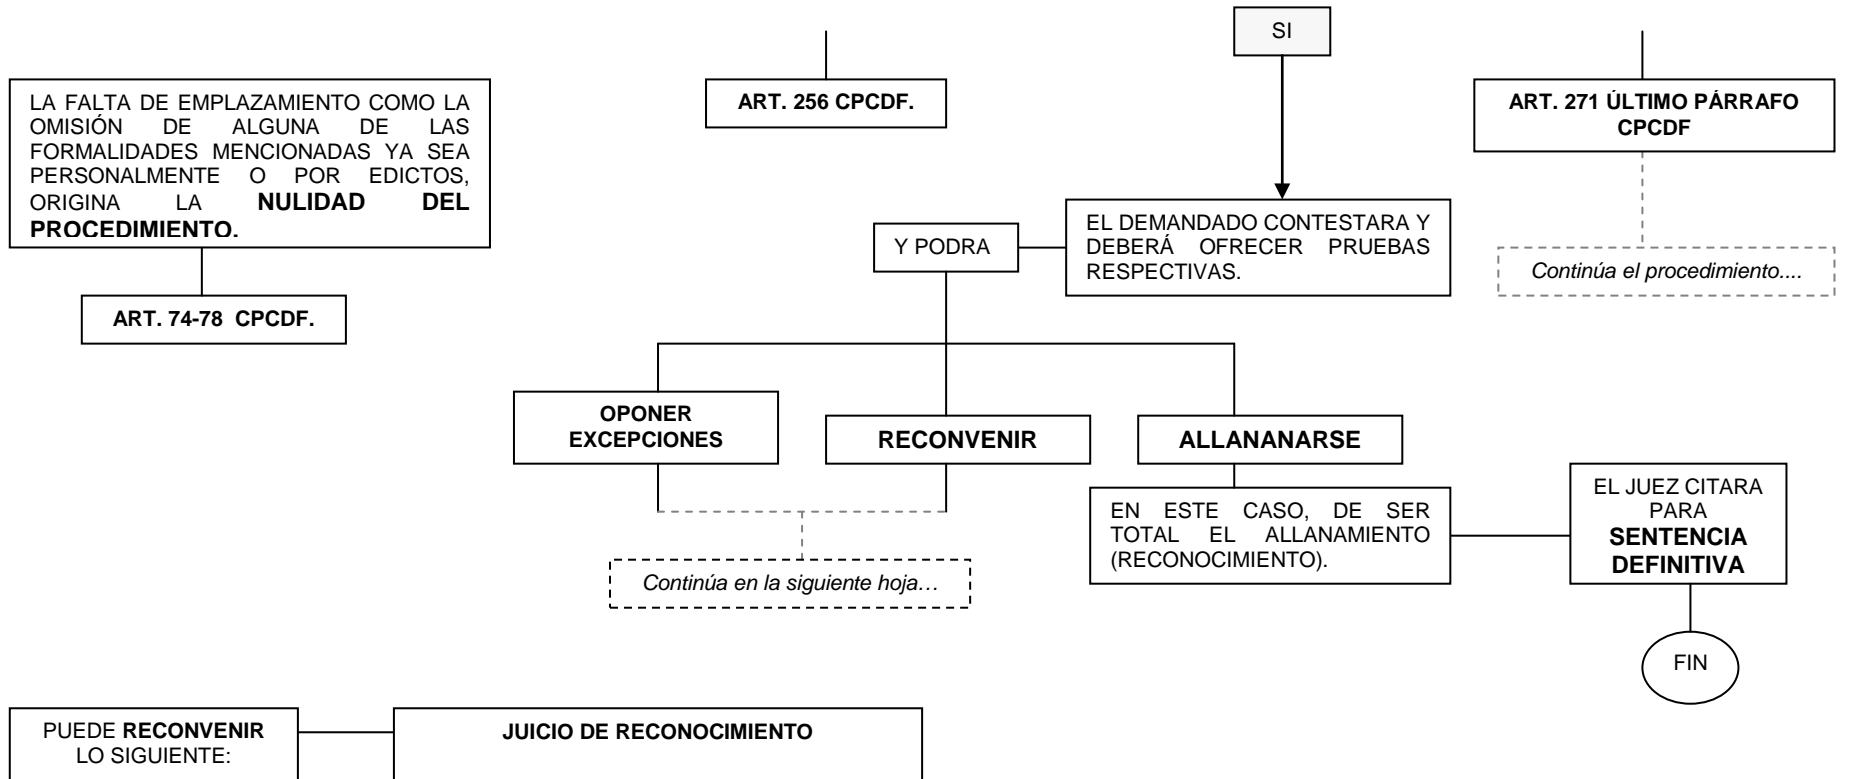 SI
LA FALTA DE EMPLAZAMIENTO COMO LA
OMISIÓN DE ALGUNA DE LAS
FORMALIDADES MENCIONADAS YA SEA
PERSONALMENTE O POR EDICTOS,
ORIGINA LA NULIDAD DEL
PROCEDIMIENTO.
ART. 74-78 CPCDF.
ART. 256 CPCDF.
ART. 271 ÚLTIMO PÁRRAFO
CPCDF
Continúa el procedimiento....
EL DEMANDADO CONTESTARA Y
DEBERÁ OFRECER PRUEBAS
RESPECTIVAS.
Y PODRA
OPONER
EXCEPCIONES
RECONVENIR
ALLANANARSE
Continúa en la siguiente hoja…
EN ESTE CASO, DE SER
TOTAL EL ALLANAMIENTO
(RECONOCIMIENTO).
EL JUEZ CITARA
PARA
SENTENCIA
DEFINITIVA
FIN
PUEDE RECONVENIR
LO SIGUIENTE:
JUICIO DE RECONOCIMIENTO